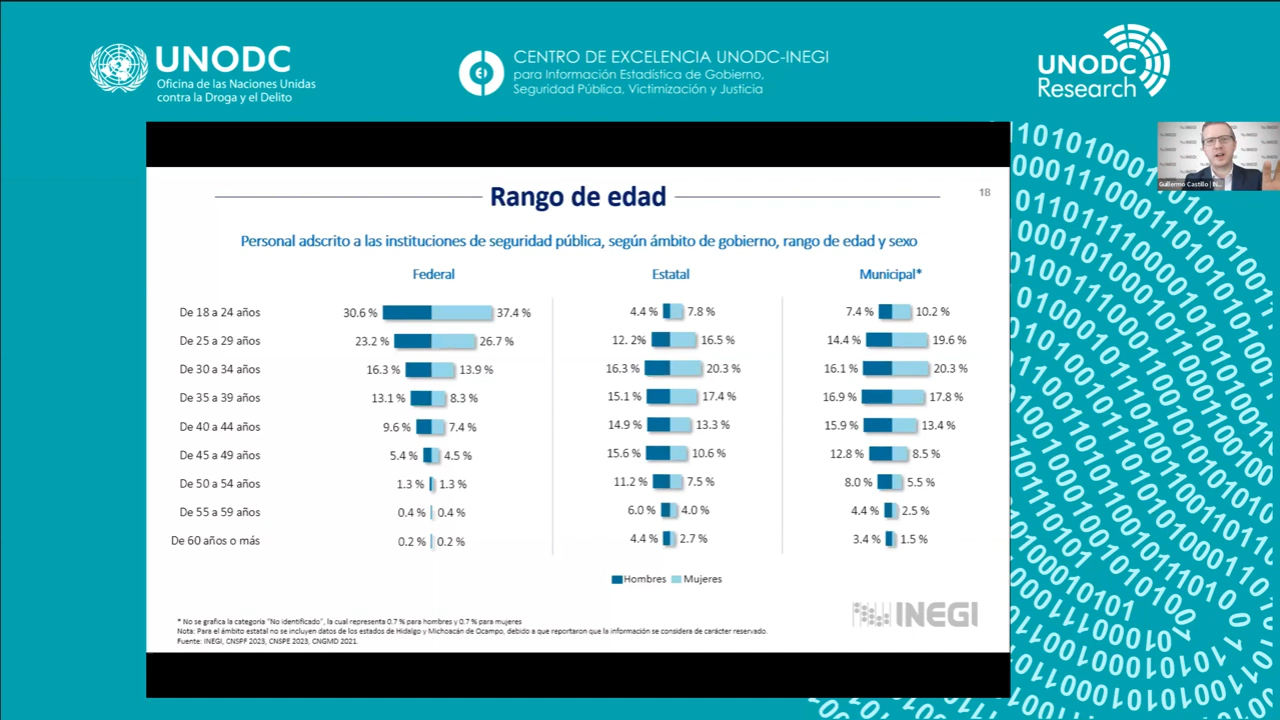 UNODC
Oficina de las Naciones Unidas
contra la Droga y el Delito
CENTRO DE EXCELENCIA UNODC-INEGI
para Información Estadística de Gobierno,
Seguridad Pública, Victimización y Justicia
UNODC
Research
Guillermo Castillo | IN...
Rango de edad
18
Personal adscrito a las instituciones de seguridad pública, según ámbito de gobierno, rango de edad y sexo
Federal Estatal Municipal*
De 18 a 24 años 30.6 % 37.4 % 4.4 % 7.8 % 7.4 % 10.2 %
De 25 a 29 años 23.2 % 26.7 % 12. 2% 16.5 % 14.4 % 19.6 %
De 30 a 34 años 16.3 % 13.9 % 16.3 % 20.3 % 16.1 % 20.3 %
De 35 a 39 años 13.1 % 8.3 % 15.1 % 17.4 % 16.9 % 17.8 %
De 40 a 44 años 9.6 % 7.4 % 14.9 % 13.3 % 15.9 % 13.4 %
De 45 a 49 años 5.4 % 4.5 % 15.6 % 10.6 % 12.8 % 8.5 %
De 50 a 54 años 1.3 % 1.3 % 11.2 % 7.5 % 8.0 % 5.5 %
De 55 a 59 años 0.4 % 0.4 % 6.0 % 4.0 % 4.4 % 2.5 %
De 60 años o más 0.2 % 0.2 % 4.4 % 2.7 % 3.4 % 1.5 %
Hombres Mujeres
INEGI
* No se grafica la categoría "No identificado", la cual representa 0.7 % para hombres y 0.7 % para mujeres
Nota: Para el ámbito estatal no se incluyen datos de los estados de Hidalgo y Michoacán de Ocampo, debido a que reportaron que la información se considera de carácter reservado.
Fuente: INEGI, CNSPF 2023, CNSPE 2023, CNGMD 2021.